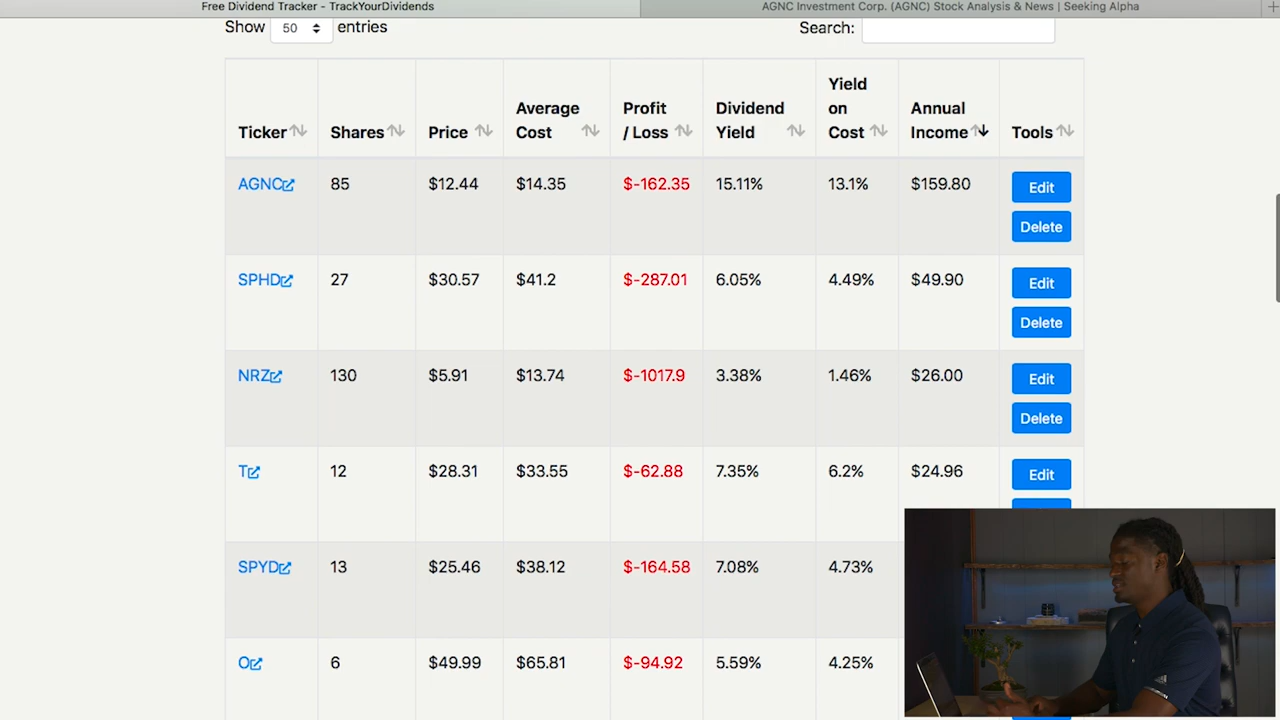 Free Dividend Tracker - TrackYourDividends
AGNC Investment Corp. (AGNC) Stock Analysis & News | Seeking Alpha
Show 50 entries
Search:
Ticker Shares Price Average Cost Profit / Loss Dividend Yield Yield on Cost Annual Income Tools
AGNC 85 $12.44 $14.35 $-162.35 15.11% 13.1% $159.80 Edit
Delete
SPHD 27 $30.57 $41.2 $-287.01 6.05% 4.49% $49.90 Edit
Delete
NRZ 130 $5.91 $13.74 $-1017.9 3.38% 1.46% $26.00 Edit
Delete
T 12 $28.31 $33.55 $-62.88 7.35% 6.2% $24.96 Edit
SPYD 13 $25.46 $38.12 $-164.58 7.08% 4.73%
O 6 $49.99 $65.81 $-94.92 5.59% 4.25%